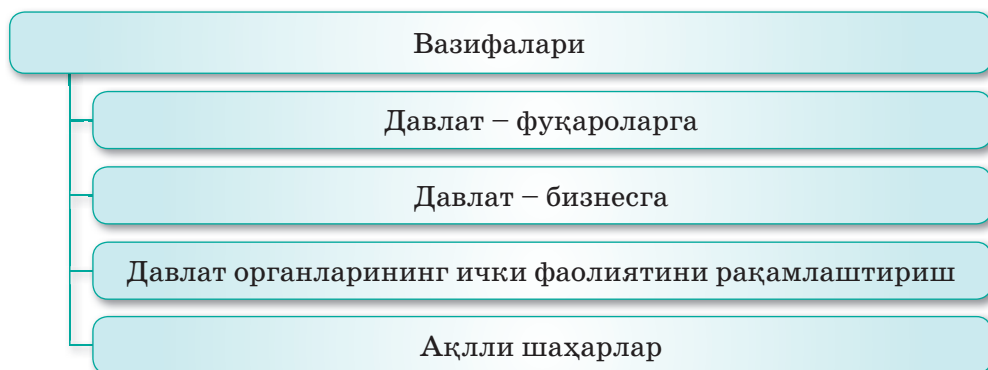 Вазифалари
Давлат – фуқароларга
Давлат – бизнесга
Давлат органларининг ички фаолиятини рақамлаштириш
Ақлли шаҳарлар